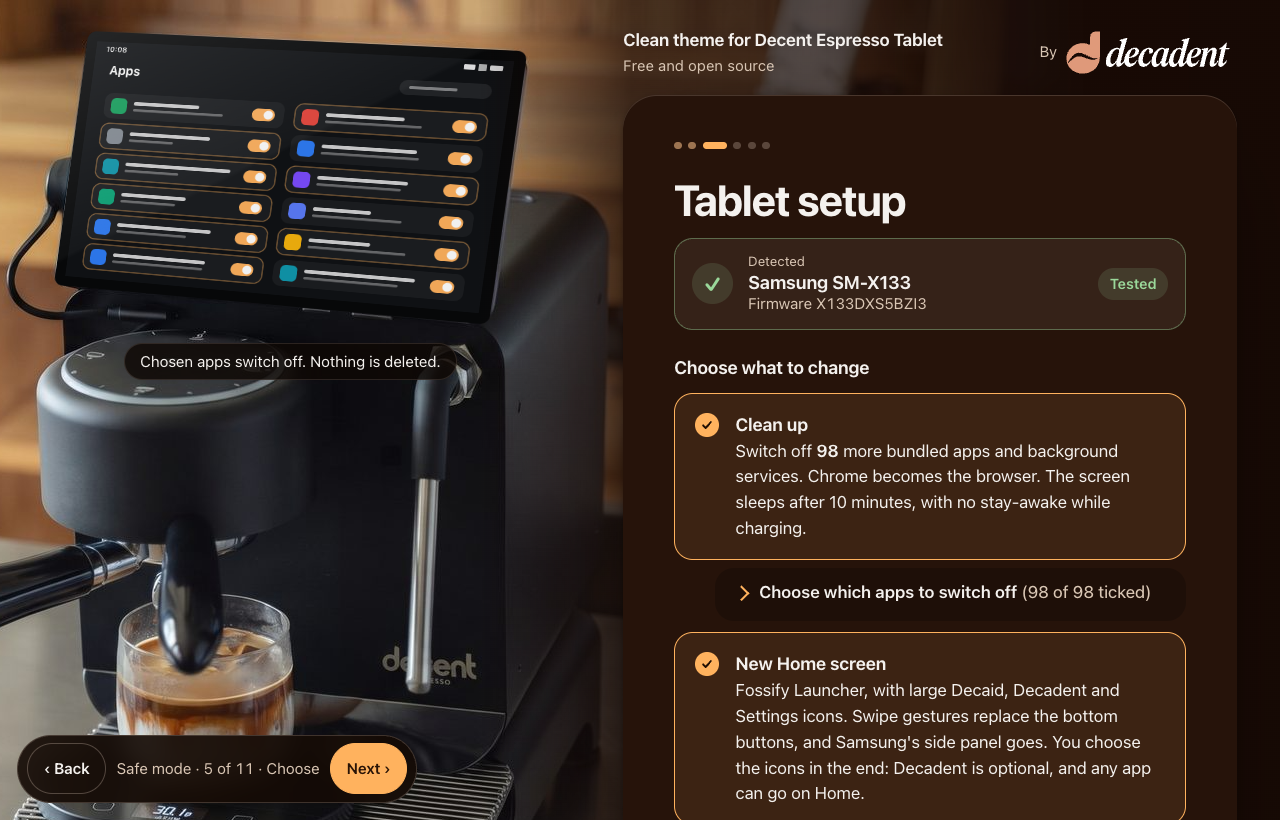 10:08
Apps
Chosen apps switch off. Nothing is deleted.
decent
‹ Back
Safe mode · 5 of 11 · Choose
Next ›
Clean theme for Decent Espresso Tablet
Free and open source
By decadent
Tablet setup
Detected
Samsung SM-X133
Firmware X133DXS5BZI3
Tested
Choose what to change
Clean up
Switch off 98 more bundled apps and background
services. Chrome becomes the browser. The screen
sleeps after 10 minutes, with no stay-awake while
charging.
Choose which apps to switch off (98 of 98 ticked)
New Home screen
Fossify Launcher, with large Decaid, Decadent and
Settings icons. Swipe gestures replace the bottom
buttons, and Samsung's side panel goes. You choose
the icons in the end: Decadent is optional, and any app
can go on Home.